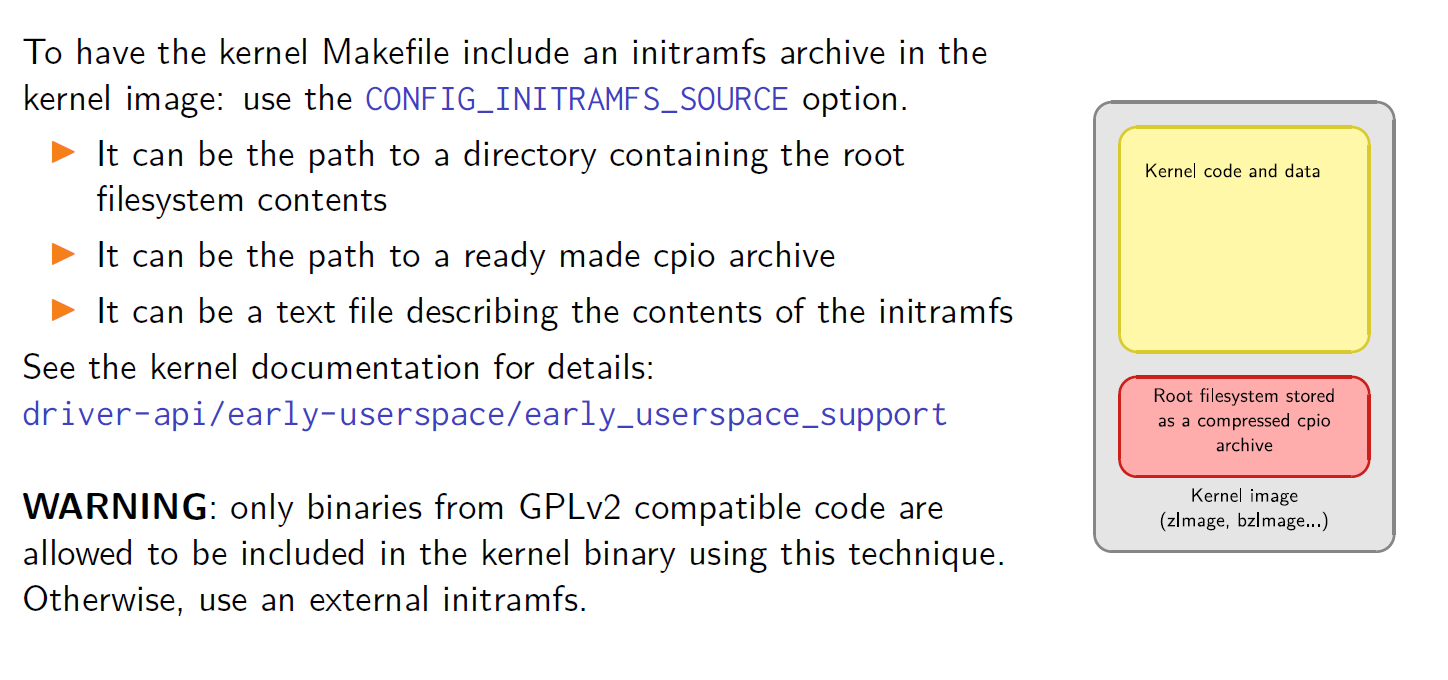 To have the kernel Makefile include an initramfs archive in the
kernel image: use the CONFIG_INITRAMFS_SOURCE option.
It can be the path to a directory containing the root
filesystem contents
It can be the path to a ready made cpio archive
It can be a text file describing the contents of the initramfs
See the kernel documentation for details:
driver-api/early-userspace/early_userspace_support
WARNING: only binaries from GPLv2 compatible code are
allowed to be included in the kernel binary using this technique.
Otherwise, use an external initramfs.
Kernel code and data
Root filesystem stored
as a compressed cpio
archive
Kernel image
(zImage, bzImage...)